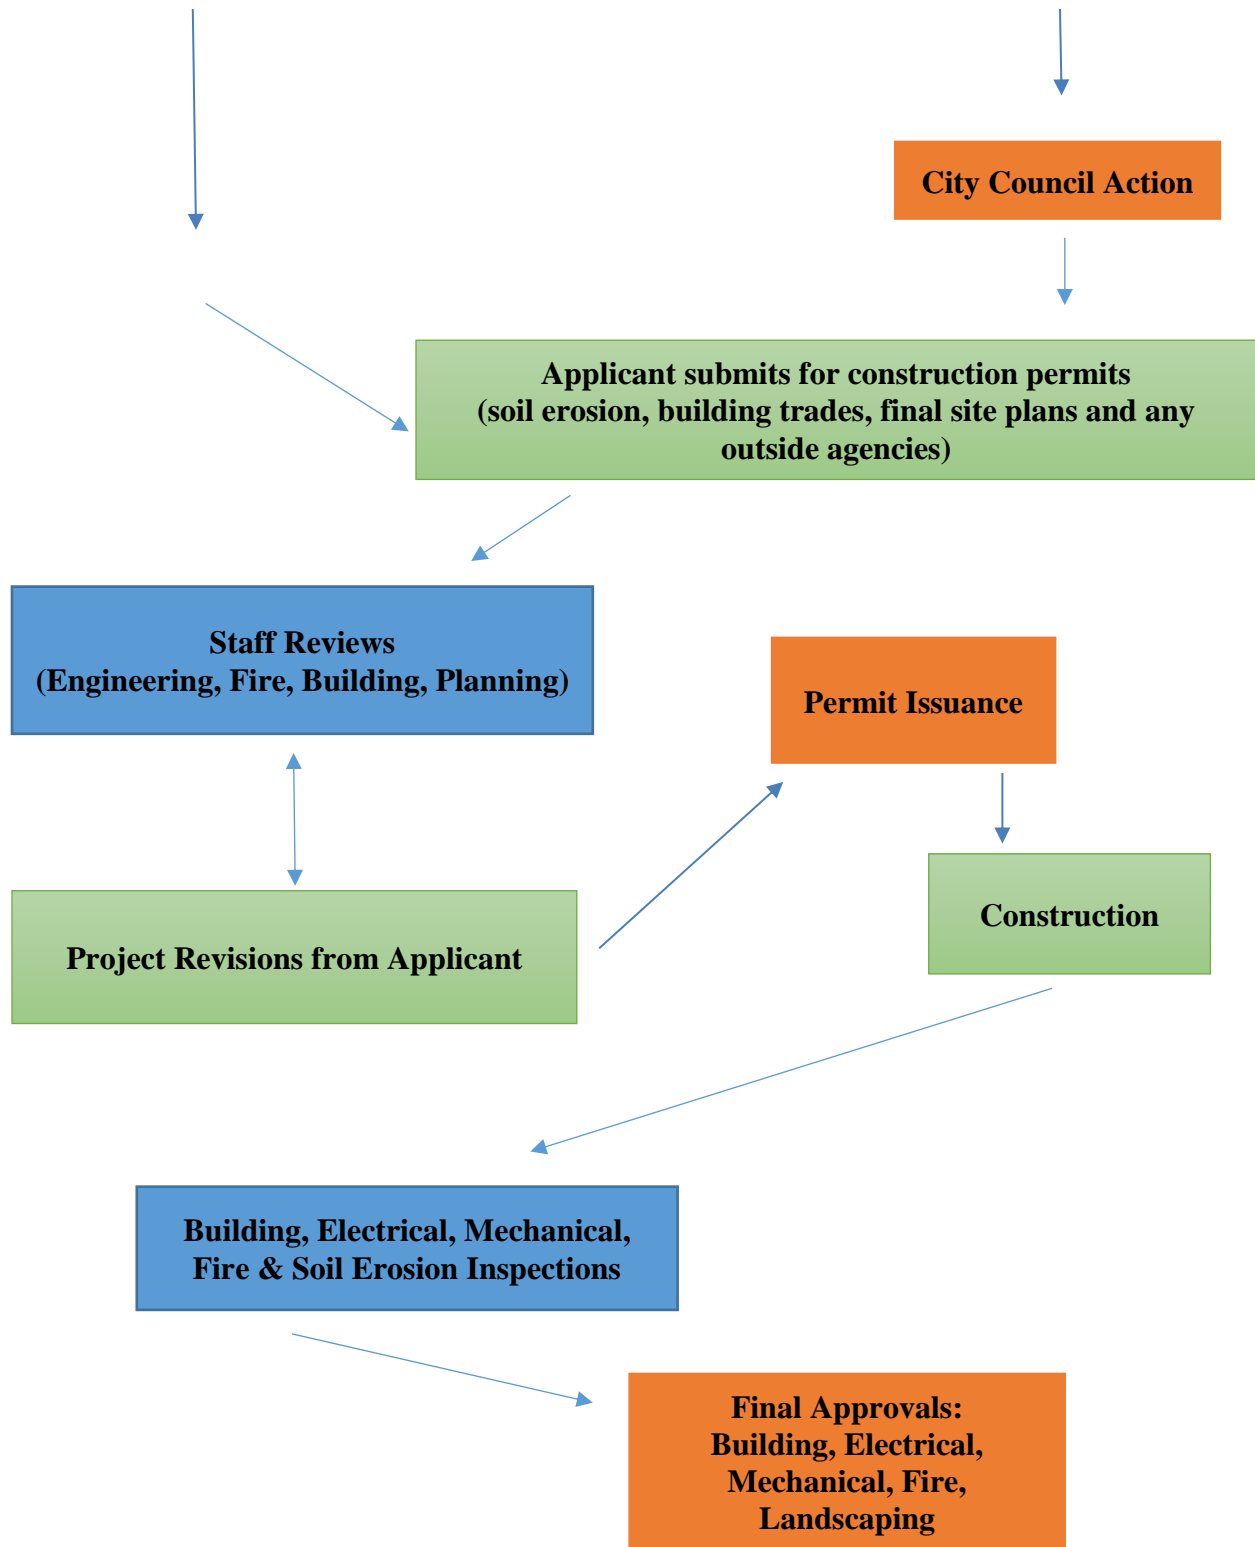 City Council Action
Applicant submits for construction permits
(soil erosion, building trades, final site plans and any
outside agencies)
Staff Reviews
(Engineering, Fire, Building, Planning)
Permit Issuance
Construction
Project Revisions from Applicant
Building, Electrical, Mechanical,
Fire & Soil Erosion Inspections
Final Approvals:
Building, Electrical,
Mechanical, Fire,
Landscaping